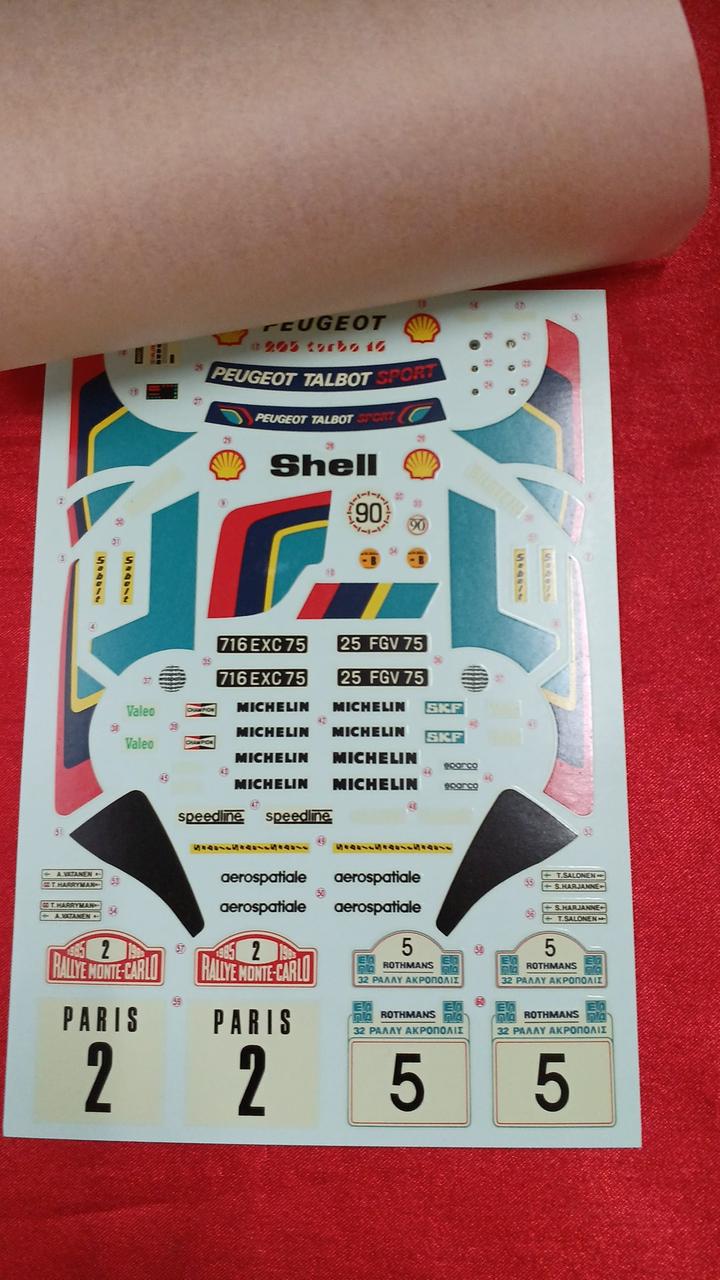 PEUGEOT
205 turbo 16
PEUGEOT TALBOT SPORT
PEUGEOT TALBOT SPORT
Shell
90
90
Sabelt Sabelt
Sabelt Sabelt
716 EXC 75 25 FGV 75
716 EXC 75 25 FGV 75
Valeo CHAMPION MICHELIN MICHELIN SKF
Valeo CHAMPION MICHELIN MICHELIN SKF
MICHELIN MICHELIN sparco
MICHELIN MICHELIN sparco
speedline speedline
aerospatiale aerospatiale
aerospatiale aerospatiale
A.VATANEN
T.HARRYMAN
T.HARRYMAN
A.VATANEN
T.SALONEN
S.HARJANNE
S.HARJANNE
T.SALONEN
1985 2 1985
RALLYE MONTE-CARLO
1985 2 1985
RALLYE MONTE-CARLO
5
ROTHMANS
32 ΡΑΛΛΥ ΑΚΡΟΠΟΛΙΣ
5
ROTHMANS
32 ΡΑΛΛΥ ΑΚΡΟΠΟΛΙΣ
PARIS
2
PARIS
2
ROTHMANS
32 ΡΑΛΛΥ ΑΚΡΟΠΟΛΙΣ
5
ROTHMANS
32 ΡΑΛΛΥ ΑΚΡΟΠΟΛΙΣ
5